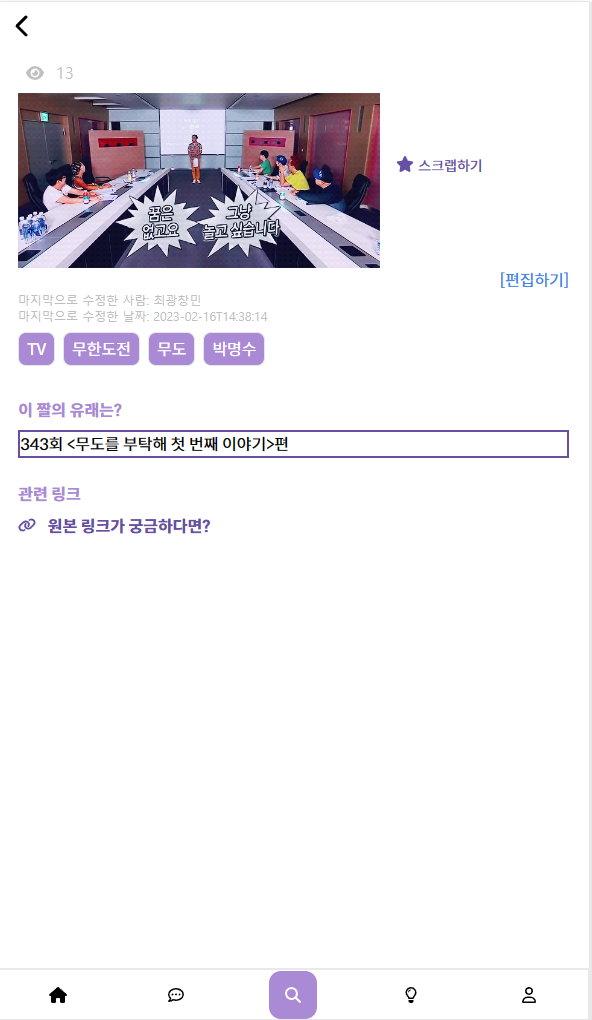 13
꿈은
없고요
그냥
놀고 싶습니다
스크랩하기
[편집하기]
마지막으로 수정한 사람: 최광창민
마지막으로 수정한 날짜: 2023-02-16T14:38:14
TV 무한도전 무도 박명수
이 짤의 유래는?
343회 <무도를 부탁해 첫 번째 이야기>편
관련 링크
원본 링크가 궁금하다면?